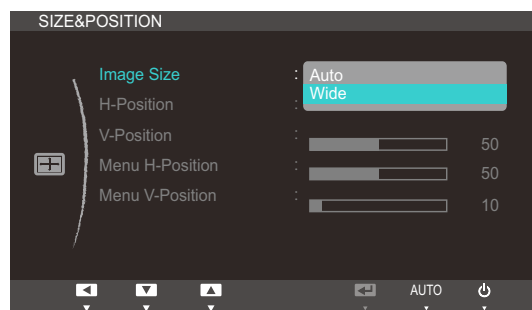 SIZE&POSITION
Image Size : Auto
Wide
H-Position :
V-Position : 50
Menu H-Position : 50
Menu V-Position : 10
AUTO